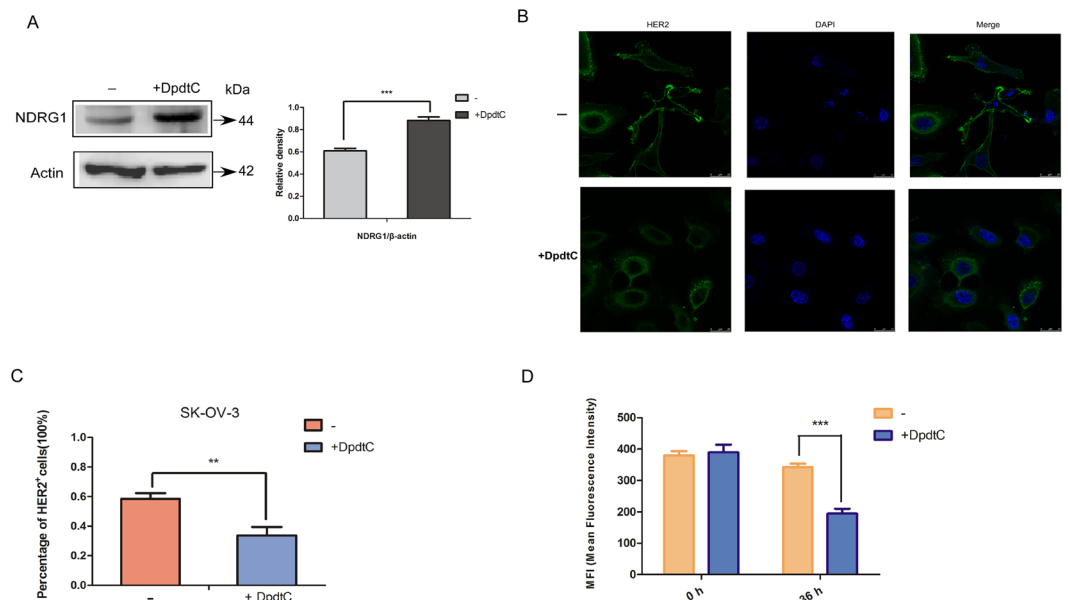 A
NDRG1
–
+DpdtC
kDa
44
Actin
42
Relative density
1.0
0.8
0.6
0.4
0.2
0.0
***
NDRG1/β-actin
-
+DpdtC
B
HER2
DAPI
Merge
–
+DpdtC
C
SK-OV-3
Percentage of HER2⁺cells(100%)
1.0
0.8
0.6
0.4
0.2
0.0
**
-
+DpdtC
–
+ DpdtC
D
MFI (Mean Fluorescence Intensity)
500
400
300
200
100
0
***
-
+DpdtC
0 h
36 h